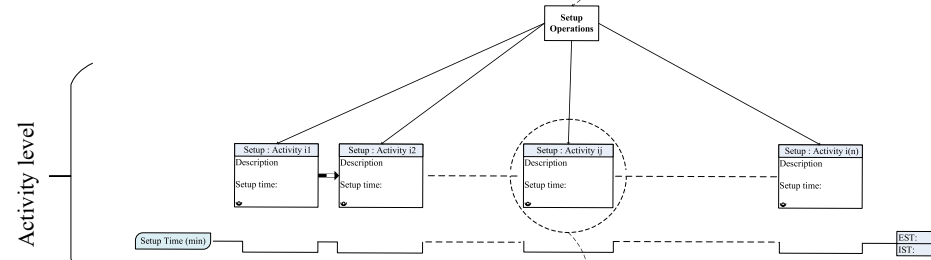 Setup
Operations
Activity level
Setup : Activity i1
Description
Setup time:
Setup : Activity i2
Description
Setup time:
Setup : Activity ij
Description
Setup time:
Setup : Activity i(n)
Description
Setup time:
Setup Time (min)
EST:
IST: